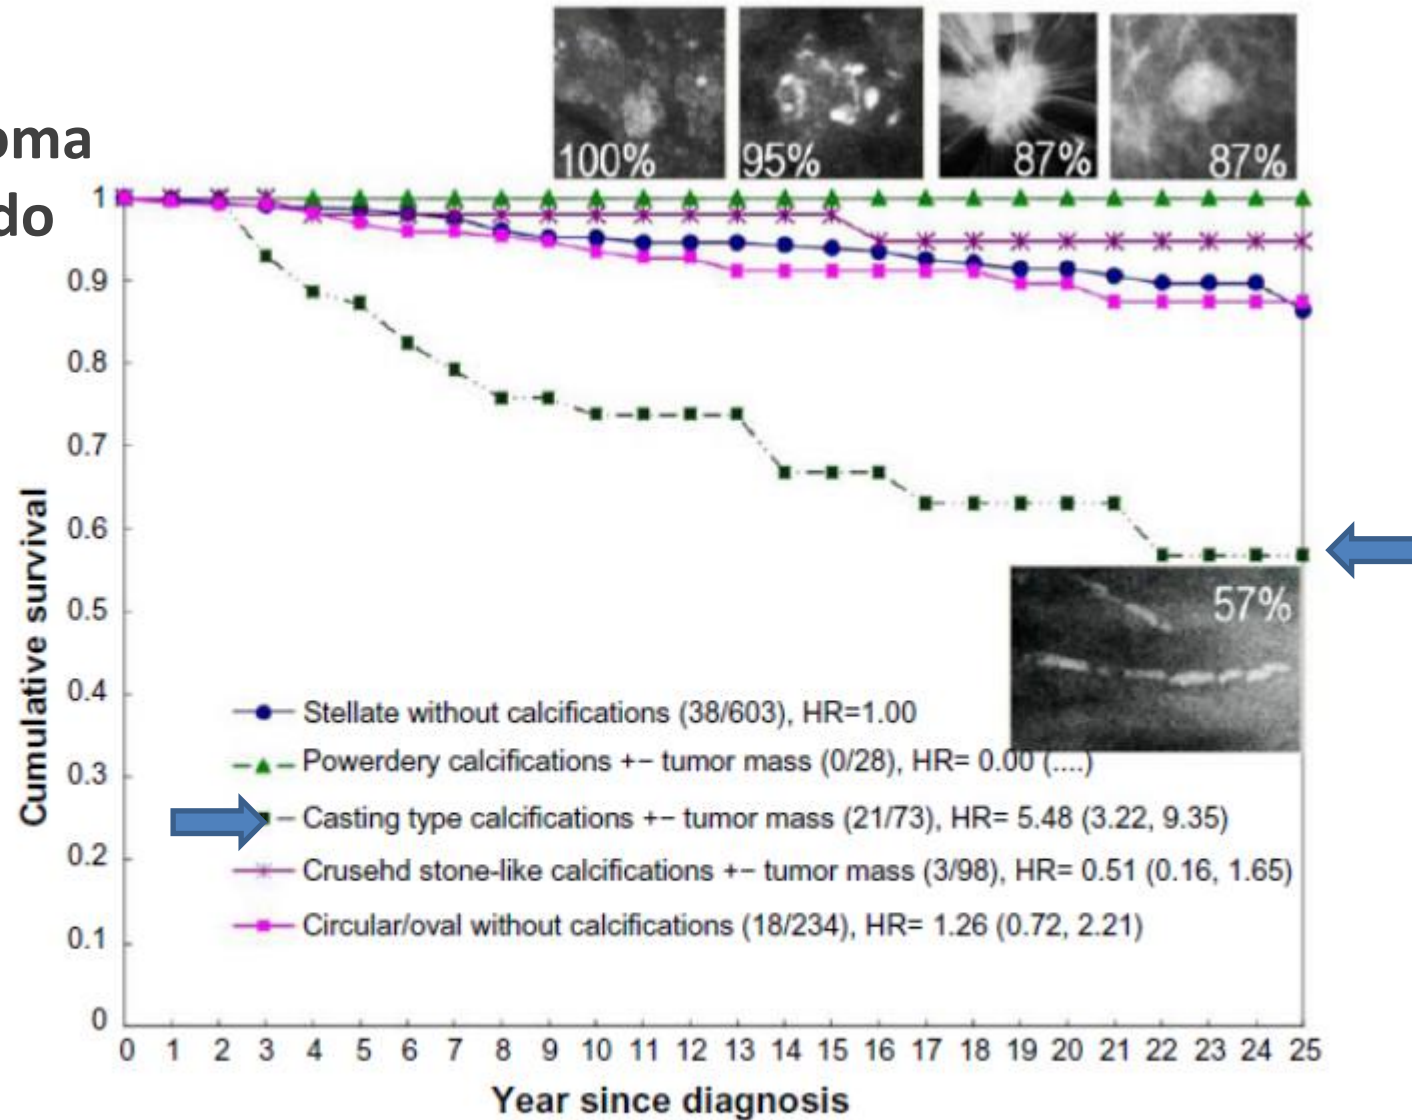 oma
do
100%
95%
87%
87%
1
0.9
0.8
0.7
0.6
0.5
0.4
0.3
0.2
0.1
0
Cumulative survival
57%
Stellate without calcifications (38/603), HR=1.00
Powerdery calcifications +− tumor mass (0/28), HR= 0.00 (....)
Casting type calcifications +− tumor mass (21/73), HR= 5.48 (3.22, 9.35)
Crusehd stone-like calcifications +− tumor mass (3/98), HR= 0.51 (0.16, 1.65)
Circular/oval without calcifications (18/234), HR= 1.26 (0.72, 2.21)
0 1 2 3 4 5 6 7 8 9 10 11 12 13 14 15 16 17 18 19 20 21 22 23 24 25
Year since diagnosis